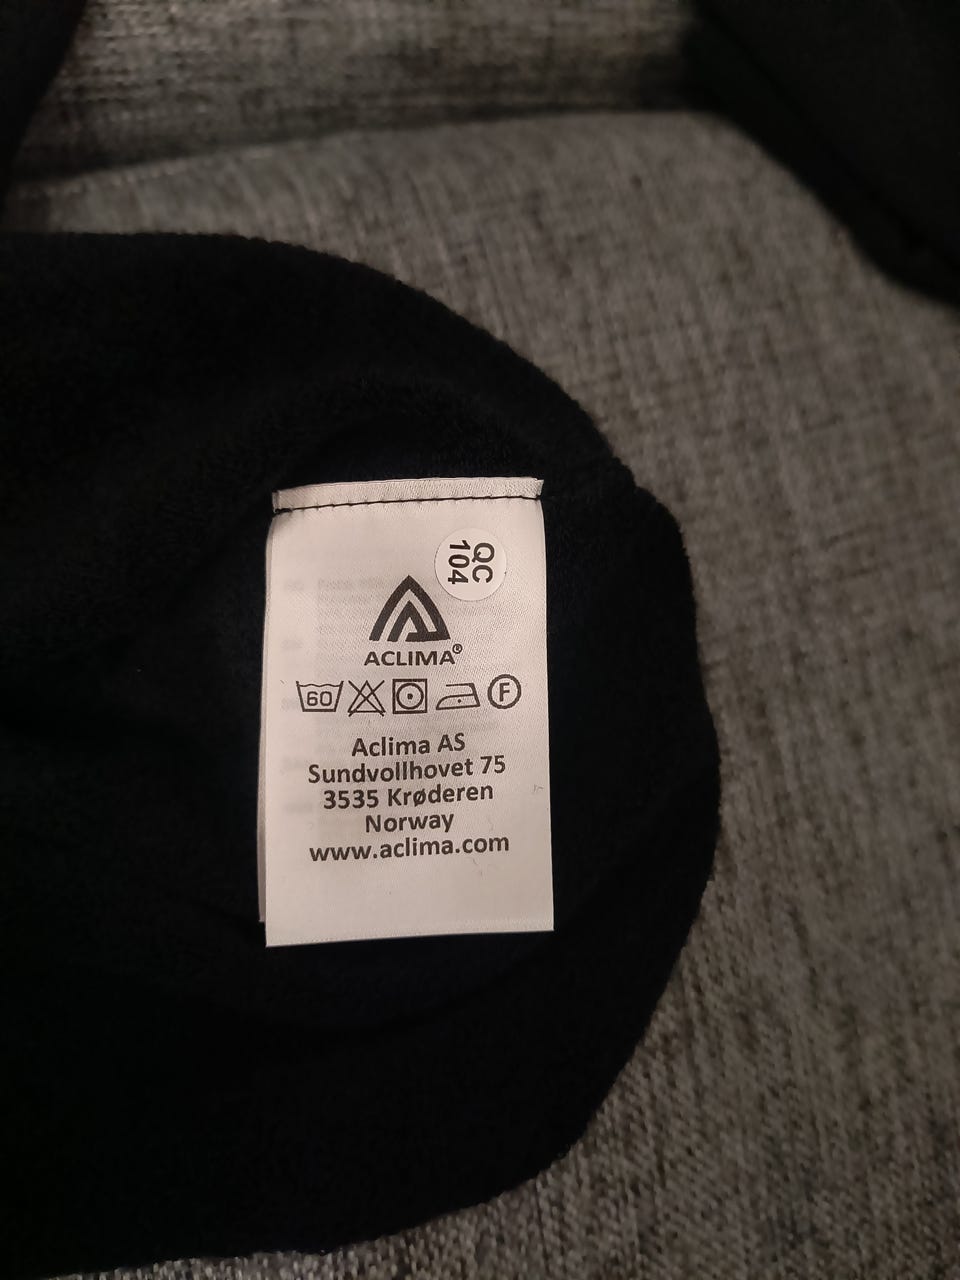 QC
104
ACLIMA®
60 F
Aclima AS
Sundvollhovet 75
3535 Krøderen
Norway
www.aclima.com